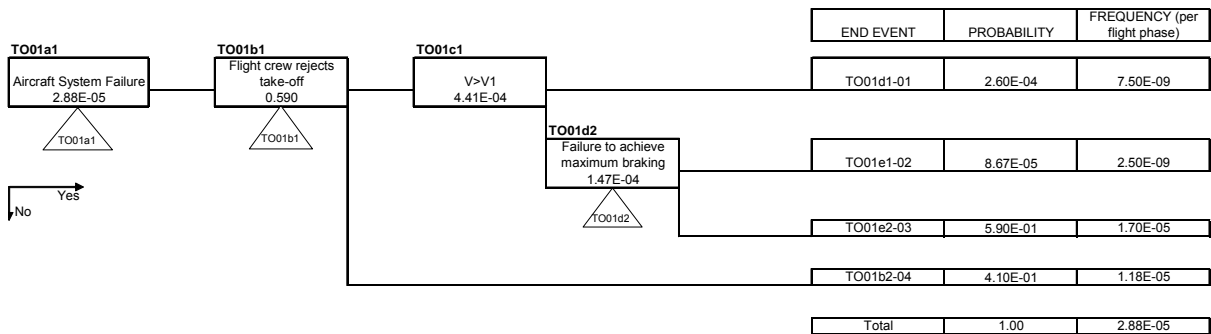 END EVENT PROBABILITY FREQUENCY (per flight phase)
TO01a1 TO01b1 TO01c1
Aircraft System Failure
2.88E-05
TO01a1
Flight crew rejects
take-off
0.590
TO01b1
V>V1
4.41E-04
TO01d1-01 2.60E-04 7.50E-09
TO01d2
Failure to achieve
maximum braking
1.47E-04
TO01d2
TO01e1-02 8.67E-05 2.50E-09
Yes
No
TO01e2-03 5.90E-01 1.70E-05
TO01b2-04 4.10E-01 1.18E-05
Total 1.00 2.88E-05